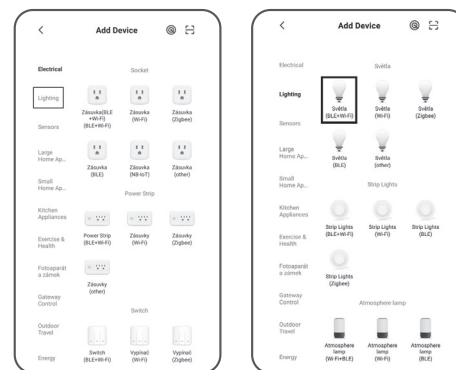 Add Device
Electrical
Lighting
Sensors
Large
Home Ap...
Small
Home Ap...
Kitchen
Appliances
Exercise &
Health
Fotoaparát
a zámek
Gateway
Control
Outdoor
Travel
Energy
Socket
Zásuvka(BLE
+Wi-Fi)
(BLE+Wi-Fi)
Zásuvka
(Wi-Fi)
Zásuvka
(Zigbee)
Zásuvka
(BLE)
Zásuvka
(NB-IoT)
Zásuvka
(other)
Power Strip
Power Strip
(BLE+Wi-Fi)
Zásuvky
(Wi-Fi)
Zásuvky
(Zigbee)
Zásuvky
(other)
Switch
Switch
(BLE+Wi-Fi)
Vypínač
(Wi-Fi)
Vypínač
(Zigbee)
Add Device
Electrical
Lighting
Sensors
Large
Home Ap...
Small
Home Ap...
Kitchen
Appliances
Exercise &
Health
Fotoaparát
a zámek
Gateway
Control
Outdoor
Travel
Energy
Světla
Světla
(BLE+Wi-Fi)
Světla
(Wi-Fi)
Světla
(Zigbee)
Světla
(BLE)
Světla
(other)
Strip Lights
Strip Lights
(BLE+Wi-Fi)
Strip Lights
(Wi-Fi)
Strip Lights
(BLE)
Strip Lights
(Zigbee)
Atmosphere lamp
Atmosphere
lamp
(Wi-Fi+BLE)
Atmosphere
lamp
(Wi-Fi)
Atmosphere
lamp
(BLE)